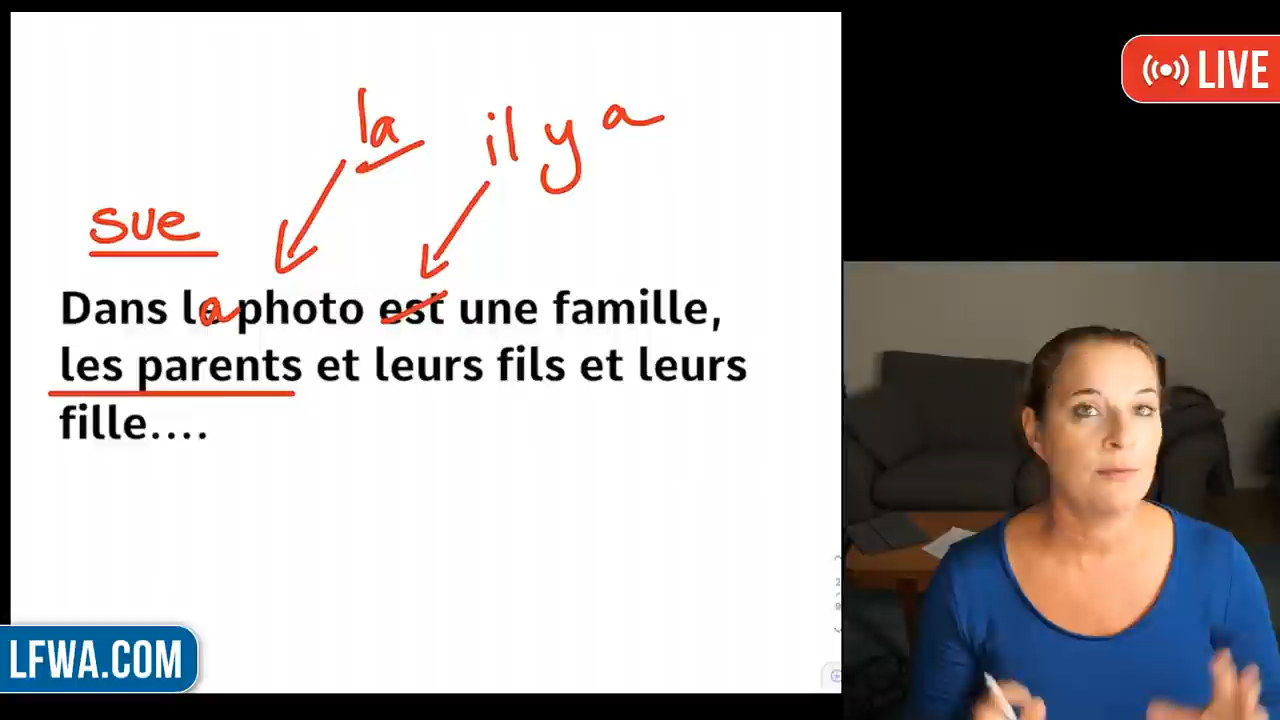 LIVE
la il y a
sue
Dans la photo est une famille,
les parents et leurs fils et leurs
fille....
LFWA.COM